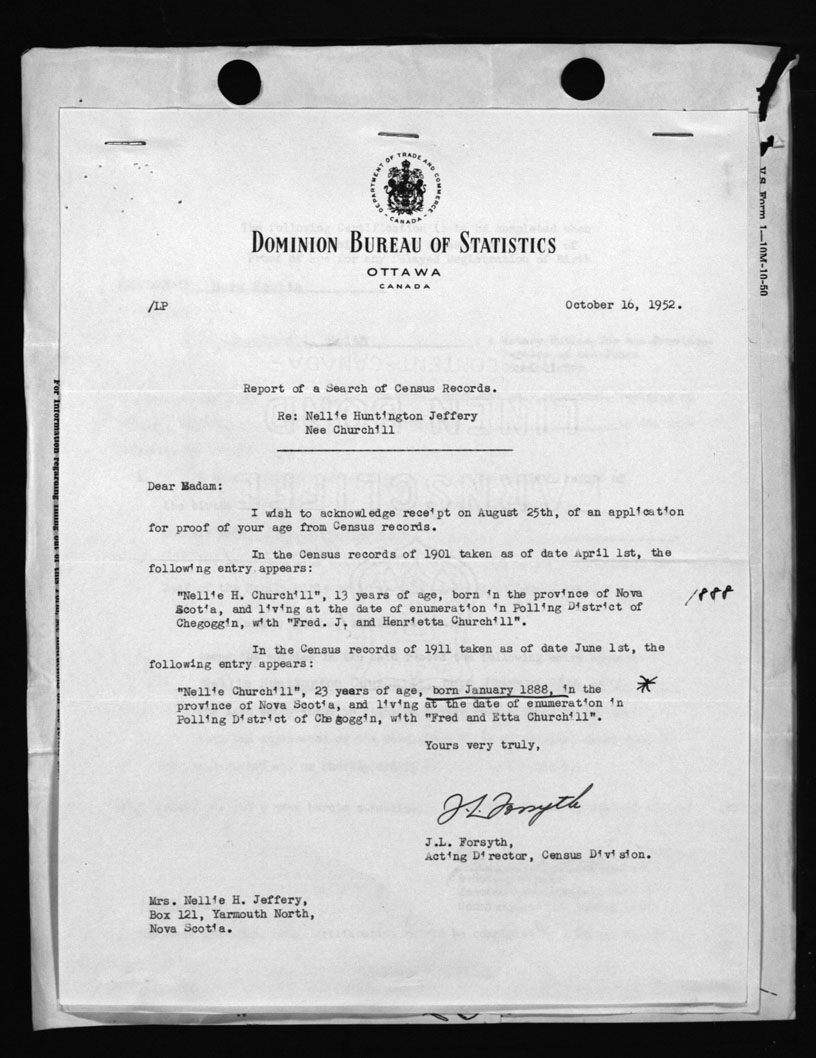 DEPARTMENT OF TRADE AND COMMERCE
- CANADA -
DOMINION BUREAU OF STATISTICS
OTTAWA
CANADA
/LP October 16, 1952.
Report of a Search of Census Records.
Re: Nellie Huntington Jeffery
Nee Churchill
Dear Madam:
I wish to acknowledge receipt on August 25th, of an application
for proof of your age from Census records.
In the Census records of 1901 taken as of date April 1st, the
following entry appears:
"Nellie H. Churchill", 13 years of age, born in the province of Nova
Scotia, and living at the date of enumeration in Polling District of
Chegoggin, with "Fred. J. and Henrietta Churchill".
1888
In the Census records of 1911 taken as of date June 1st, the
following entry appears:
"Nellie Churchill", 23 years of age, born January 1888, in the
province of Nova Scotia, and living at the date of enumeration in
Polling District of Chegoggin, with "Fred and Etta Churchill".
Yours very truly,
J.L. Forsyth
J.L. Forsyth,
Acting Director, Census Division.
Mrs. Nellie H. Jeffery,
Box 121, Yarmouth North,
Nova Scotia.
V.S. Form 1—10M-10-50
For information regarding